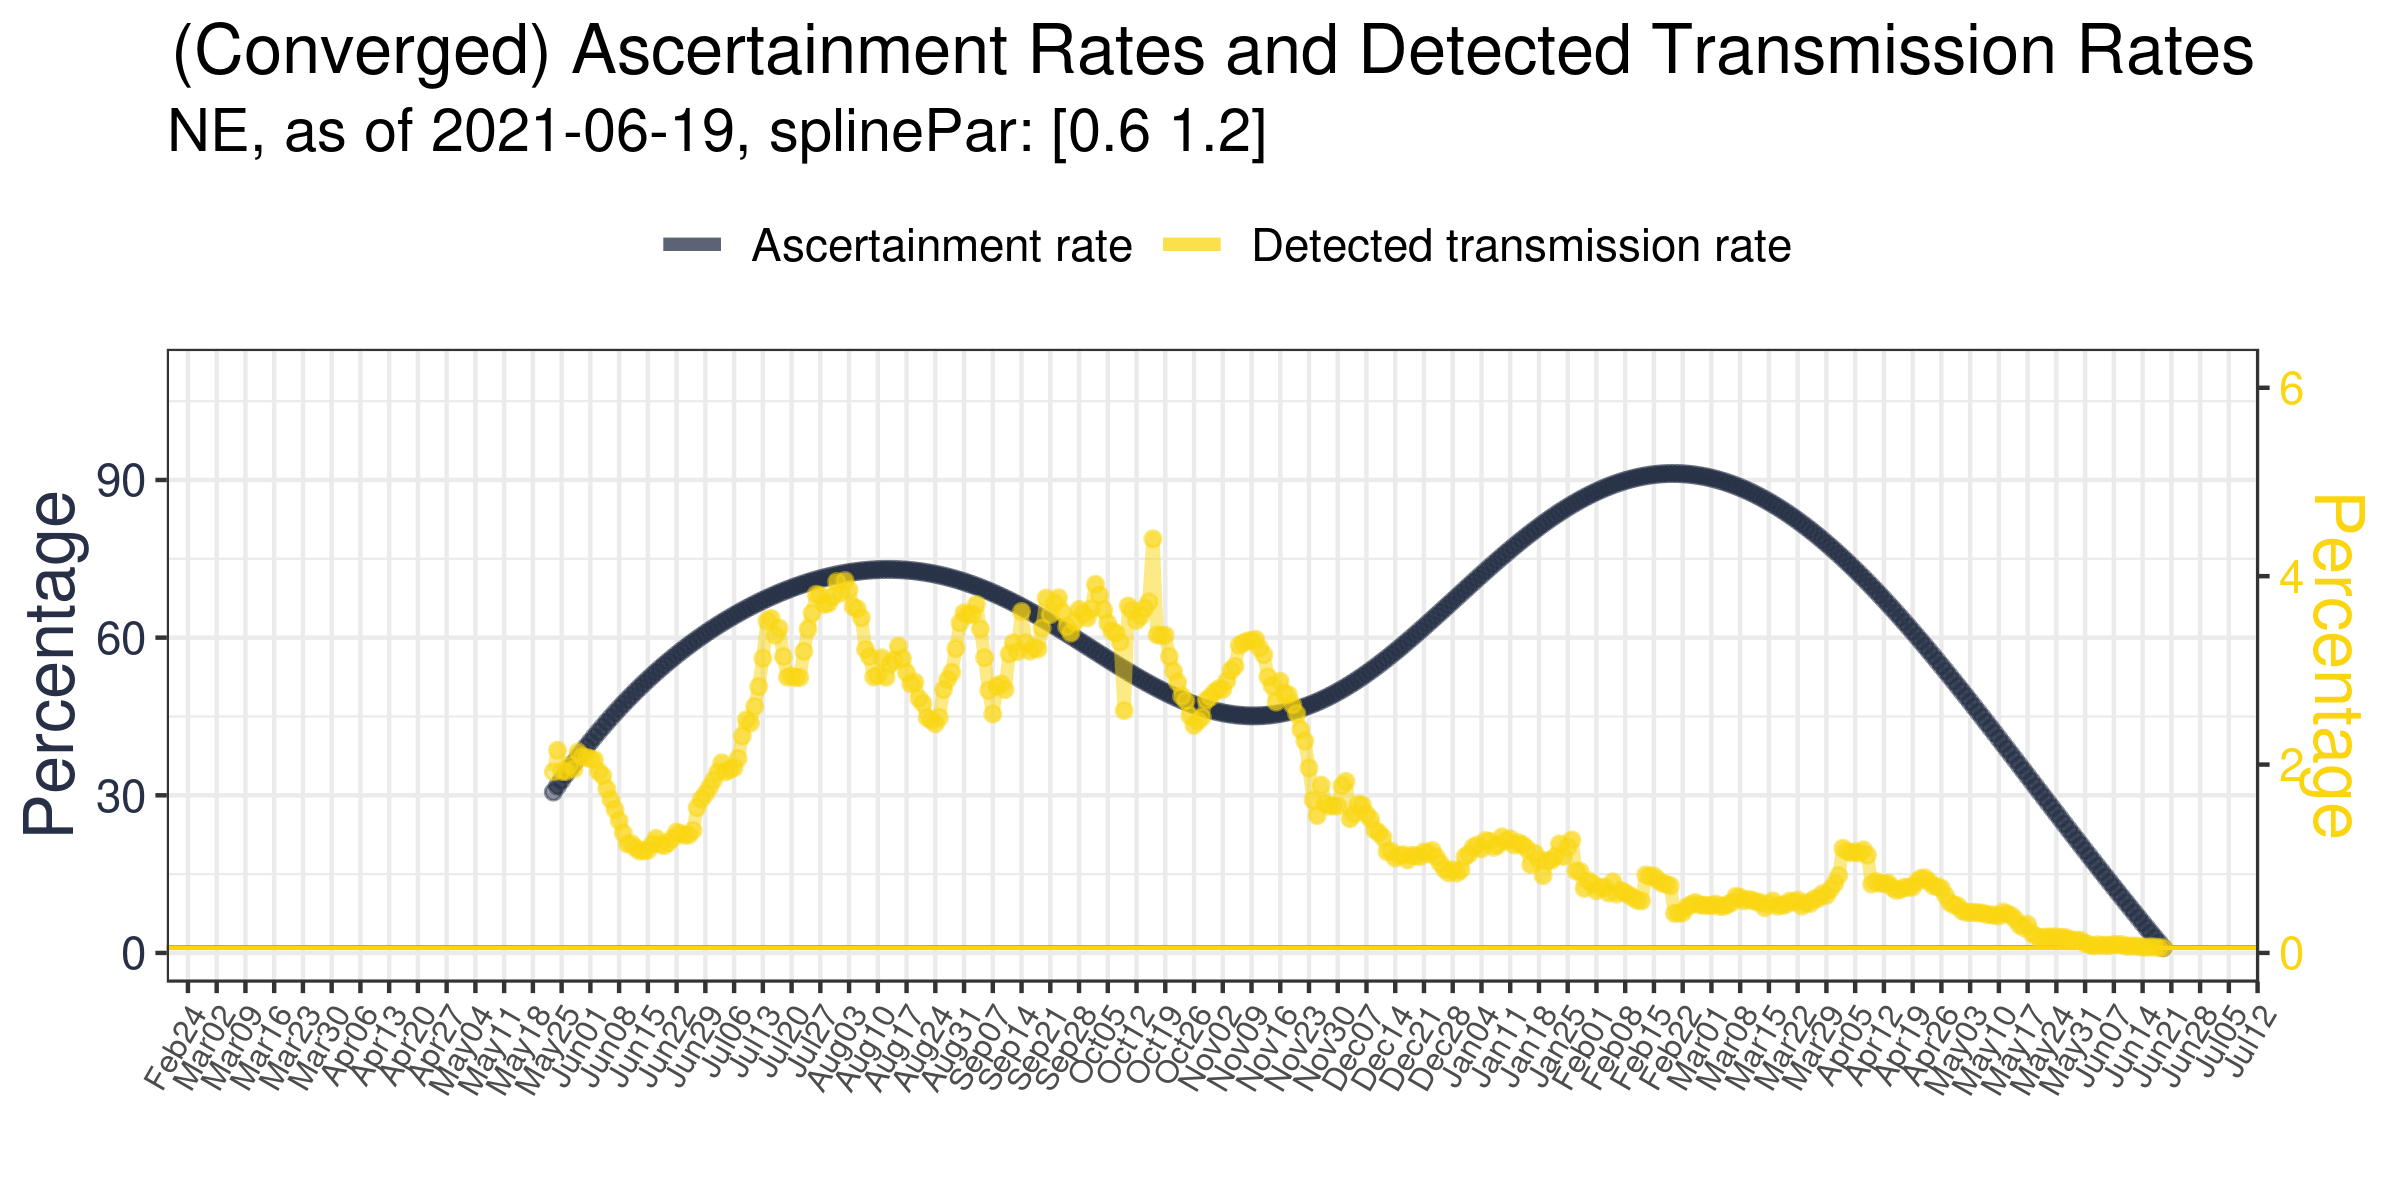 (Converged) Ascertainment Rates and Detected Transmission Rates
NE, as of 2021-06-19, splinePar: [0.6 1.2]
Ascertainment rate
Detected transmission rate
Percentage
90
60
30
0
6
4
2
0
Percentage
Feb24
Mar02
Mar09
Mar16
Mar23
Mar30
Apr06
Apr13
Apr20
Apr27
May04
May11
May18
May25
Jun01
Jun08
Jun15
Jun22
Jun29
Jul06
Jul13
Jul20
Jul27
Aug03
Aug10
Aug17
Aug24
Aug31
Sep07
Sep14
Sep21
Sep28
Oct05
Oct12
Oct19
Oct26
Nov02
Nov09
Nov16
Nov23
Nov30
Dec07
Dec14
Dec21
Dec28
Jan04
Jan11
Jan18
Jan25
Feb01
Feb08
Feb15
Feb22
Mar01
Mar08
Mar15
Mar22
Mar29
Apr05
Apr12
Apr19
Apr26
May03
May10
May17
May24
May31
Jun07
Jun14
Jun21
Jun28
Jul05
Jul12